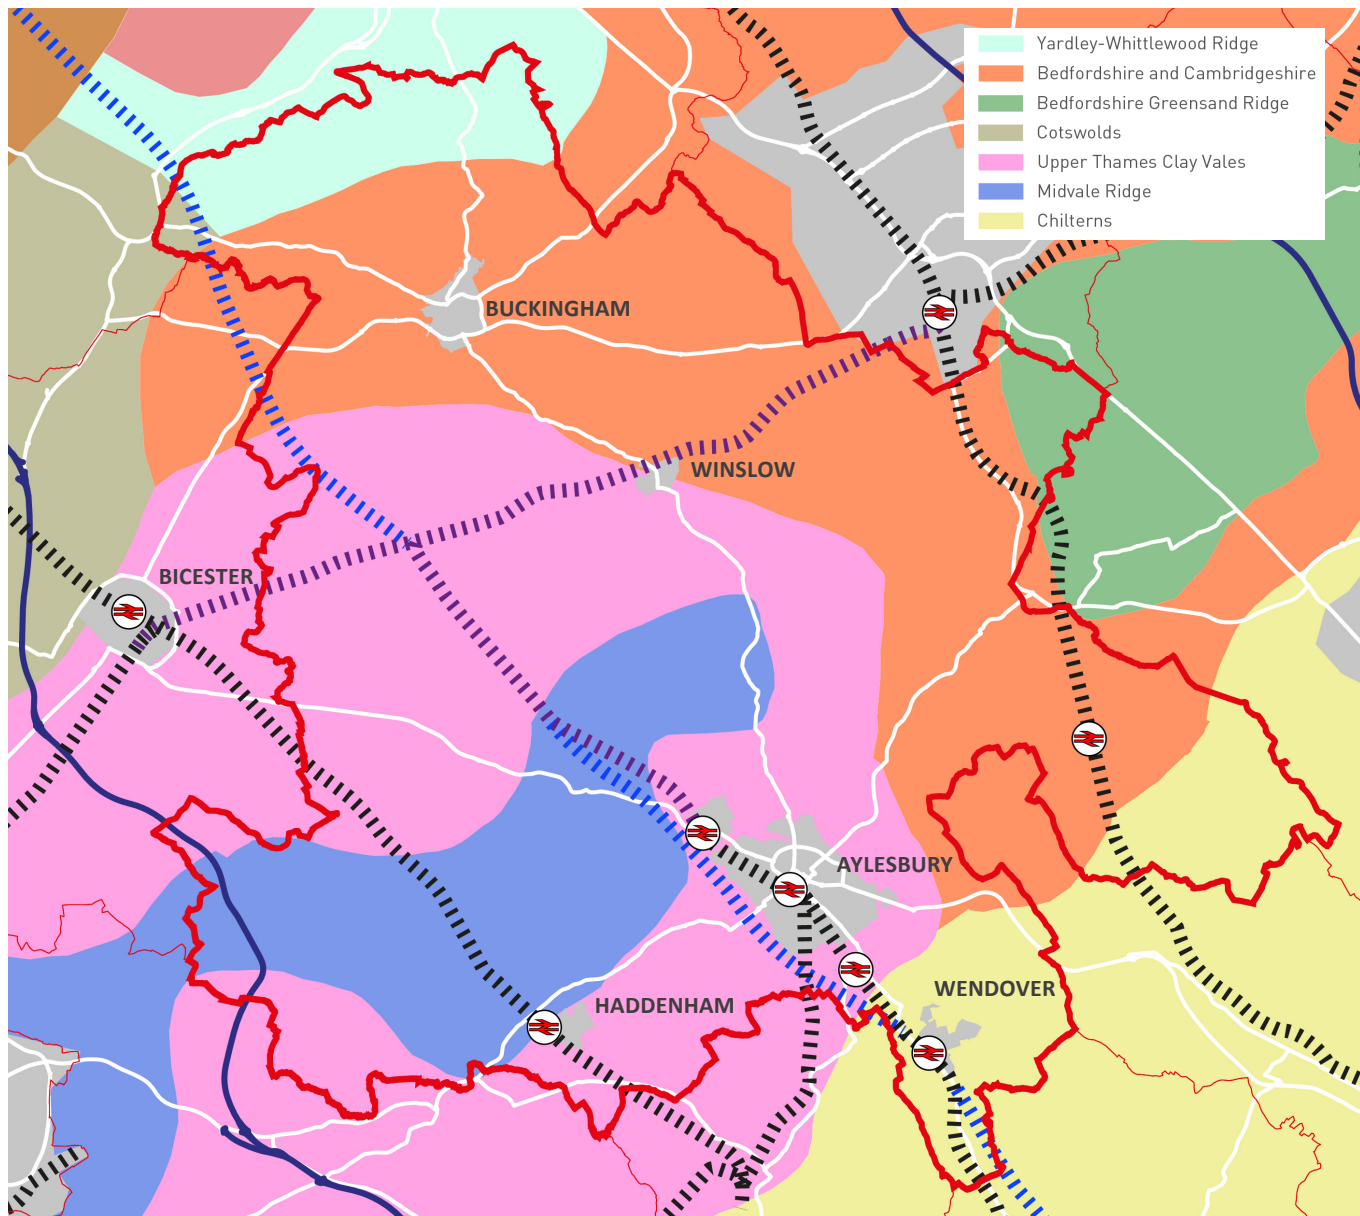 Yardley-Whittlewood Ridge
Bedfordshire and Cambridgeshire
Bedfordshire Greensand Ridge
Cotswolds
Upper Thames Clay Vales
Midvale Ridge
Chilterns
BUCKINGHAM
WINSLOW
BICESTER
AYLESBURY
WENDOVER
HADDENHAM